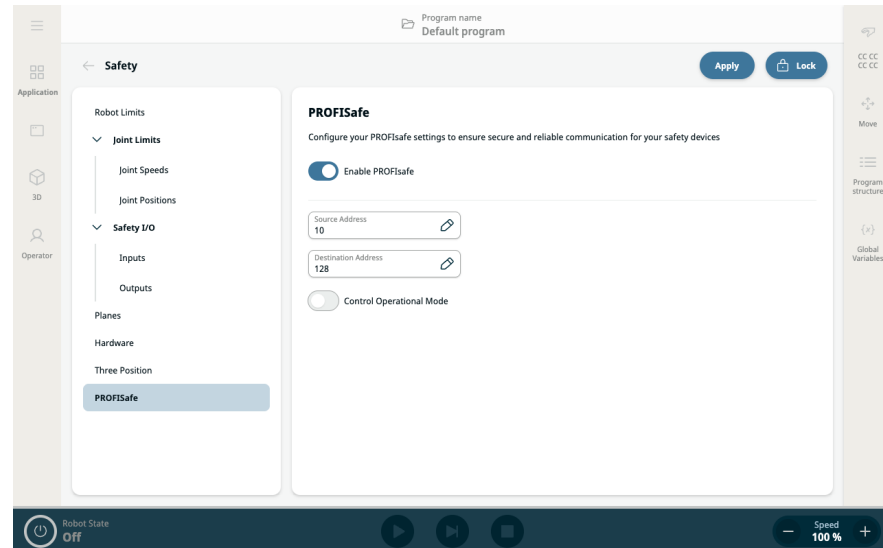 Program name
Default program
Safety
Apply
Lock
CC CC
CC CC
Application
Move
3D
Program
structure
Operator
Global
Variables
Robot Limits
Joint Limits
Joint Speeds
Joint Positions
Safety I/O
Inputs
Outputs
Planes
Hardware
Three Position
PROFISafe
PROFISafe
Configure your PROFIsafe settings to ensure secure and reliable communication for your safety devices
Enable PROFIsafe
Source Address
10
Destination Address
128
Control Operational Mode
Robot State
Off
Speed
100 %